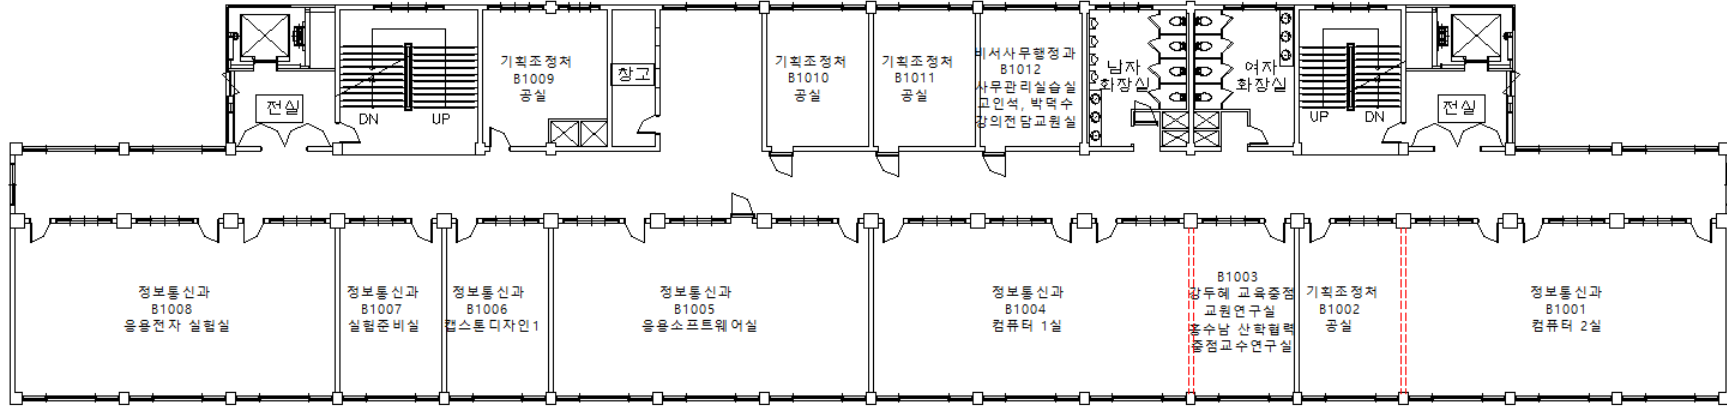 기획조정처
B1009
공실
창고
기획조정처
B1010
공실
기획조정처
B1011
공실
비서사무행정과
B1012
사무관리실습실
고인석, 박덕수
강의전담교원실
남자
화장실
여자
화장실
전실
DN
UP
UP
DN
전실
정보통신과
B1008
응용전자 실험실
정보통신과
B1007
실험준비실
정보통신과
B1006
캡스톤디자인1
정보통신과
B1005
응용소프트웨어실
정보통신과
B1004
컴퓨터 1실
B1003
강두혜 교육중점
교원연구실
홍수남 산학협력
중점교수연구실
기획조정처
B1002
공실
정보통신과
B1001
컴퓨터 2실